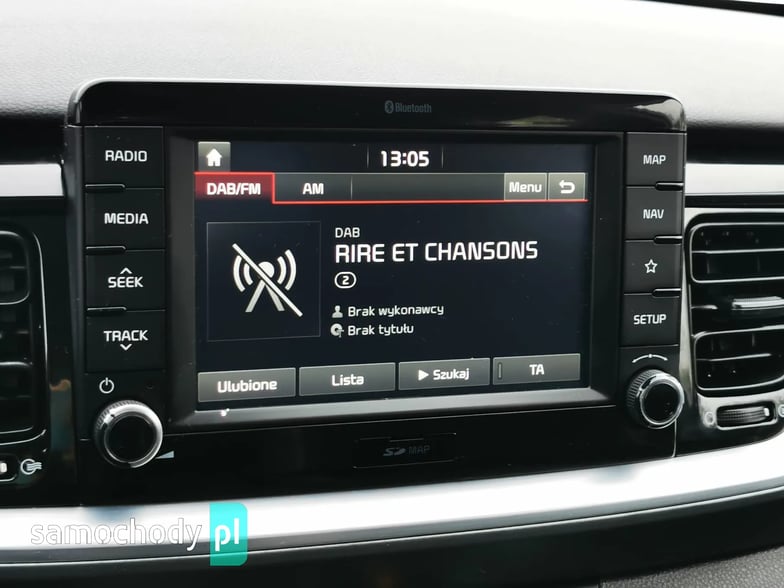 Bluetooth
RADIO
MEDIA
SEEK
TRACK
13:05
DAB/FM
AM
Menu
DAB
RIRE ET CHANSONS
2
Brak wykonawcy
Brak tytułu
Ulubione
Lista
Szukaj
TA
MAP
NAV
SETUP
SD MAP
samochody pl